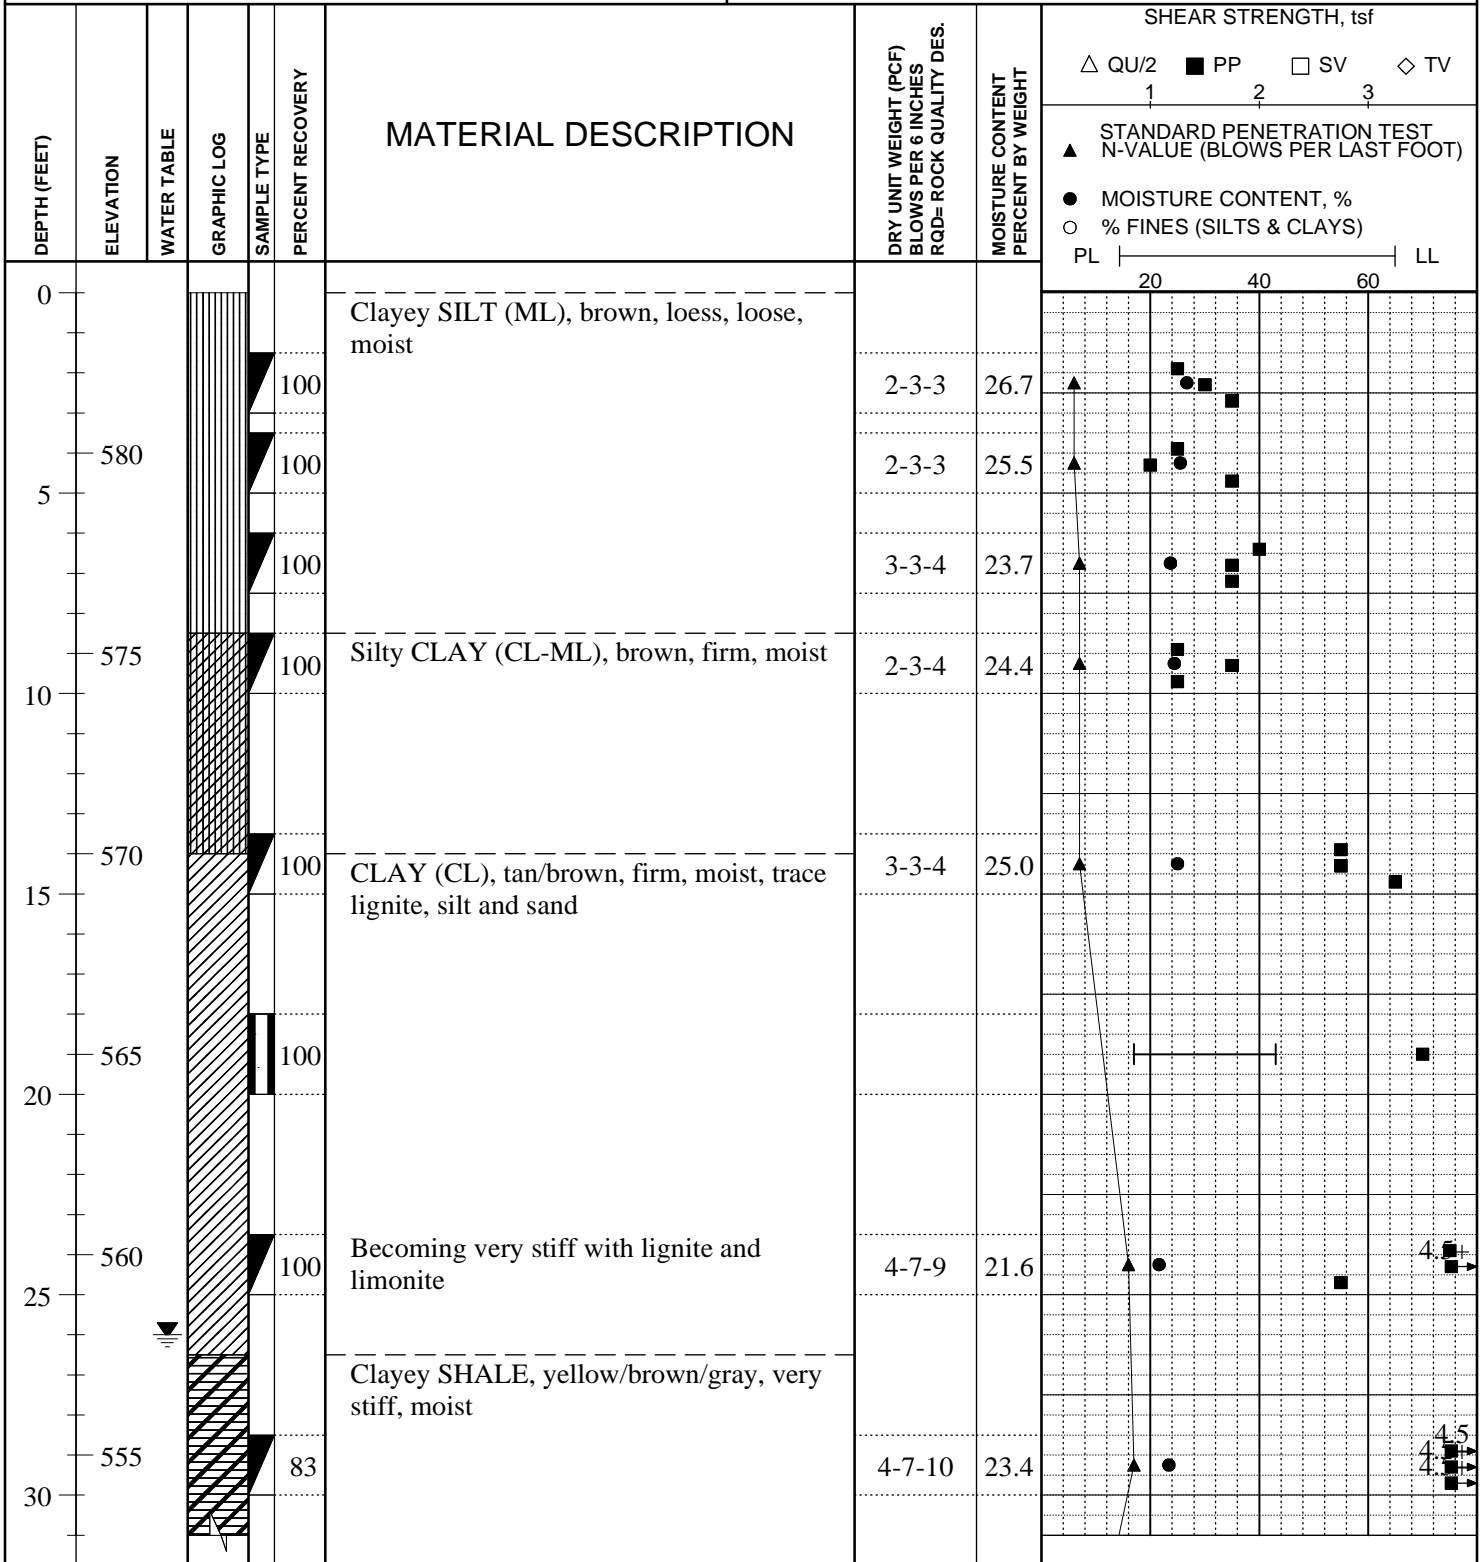 SHEAR STRENGTH, tsf
QU/2 PP SV TV
1 2 3
STANDARD PENETRATION TEST
N-VALUE (BLOWS PER LAST FOOT)
MOISTURE CONTENT, %
% FINES (SILTS & CLAYS)
PL LL
20 40 60
DEPTH (FEET)
ELEVATION
WATER TABLE
GRAPHIC LOG
SAMPLE TYPE
PERCENT RECOVERY
MATERIAL DESCRIPTION
DRY UNIT WEIGHT (PCF)
BLOWS PER 6 INCHES
RQD= ROCK QUALITY DES.
MOISTURE CONTENT
PERCENT BY WEIGHT
0
Clayey SILT (ML), brown, loess, loose,
moist
100 2-3-3 26.7
580 100 2-3-3 25.5
5
100 3-3-4 23.7
575 100 Silty CLAY (CL-ML), brown, firm, moist 2-3-4 24.4
10
570 100 CLAY (CL), tan/brown, firm, moist, trace 3-3-4 25.0
15 lignite, silt and sand
565 100
20
560 100 Becoming very stiff with lignite and 4-7-9 21.6
limonite
25
Clayey SHALE, yellow/brown/gray, very
stiff, moist
4.5
555 83 4-7-10 23.4
30